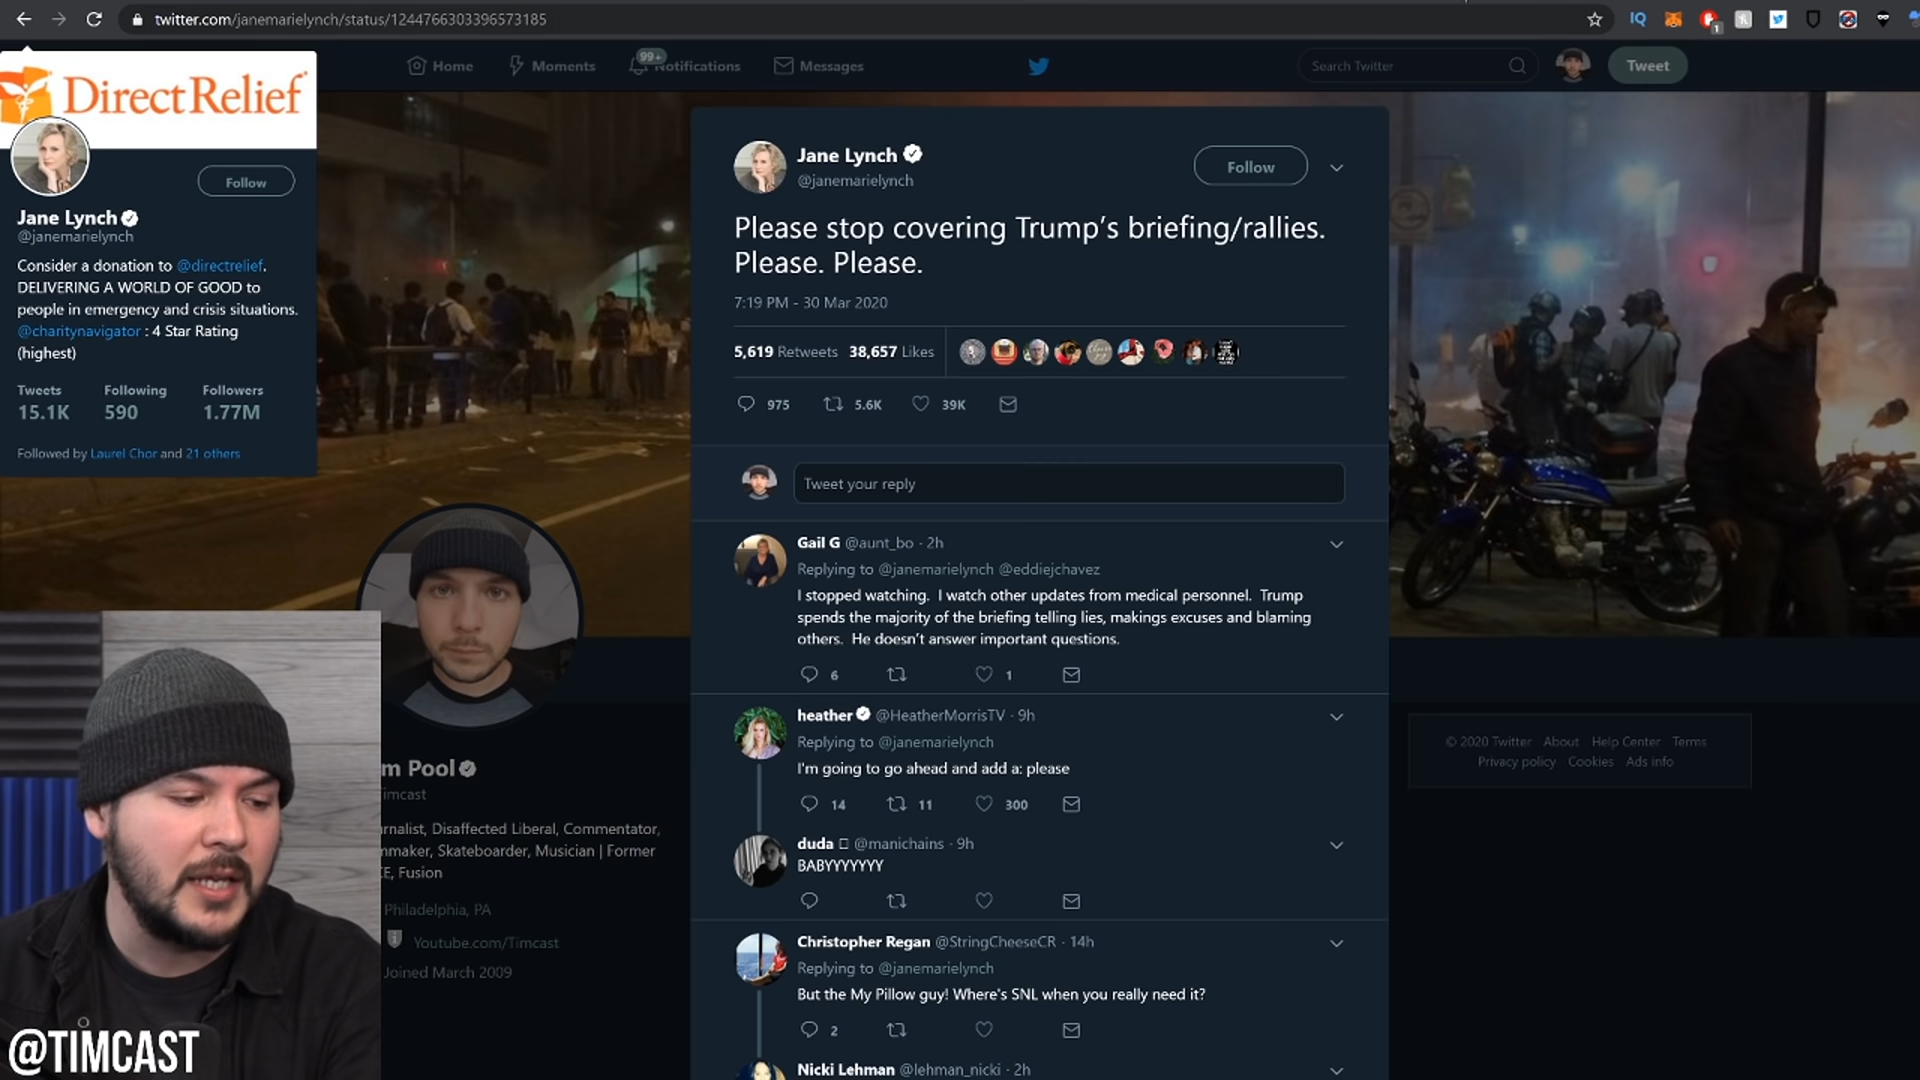 twitter.com/janemarielynch/status/1244766303396573185
1
DirectRelief
Follow
Jane Lynch
@janemarielynch
Consider a donation to @directrelief.
DELIVERING A WORLD OF GOOD to
people in emergency and crisis situations.
@charitynavigator : 4 Star Rating
(highest)
Tweets Following Followers
15.1K 590 1.77M
Followed by Laurel Chor and 21 others
Home Moments 99+ Notifications Messages
Search Twitter
Tweet
Jane Lynch
@janemarielynch
Follow
Please stop covering Trump’s briefing/rallies.
Please. Please.
7:19 PM - 30 Mar 2020
5,619 Retweets 38,657 Likes
975 5.6K 39K
Tweet your reply
Gail G @aunt_bo · 2h
Replying to @janemarielynch @eddiejchavez
I stopped watching. I watch other updates from medical personnel. Trump
spends the majority of the briefing telling lies, makings excuses and blaming
others. He doesn’t answer important questions.
6 1
heather @HeatherMorrisTV · 9h
Replying to @janemarielynch
I'm going to go ahead and add a: please
14 11 300
duda @manichains · 9h
BABYYYYYYY
Christopher Regan @StringCheeseCR · 14h
Replying to @janemarielynch
But the My Pillow guy! Where's SNL when you really need it?
2
Nicki Lehman @lehman_nicki · 2h
m Pool
imcast
rnalist, Disaffected Liberal, Commentator,
nmaker, Skateboarder, Musician | Former
E, Fusion
Philadelphia, PA
Youtube.com/Timcast
Joined March 2009
© 2020 Twitter About Help Center Terms
Privacy policy Cookies Ads info
@TIMCAST